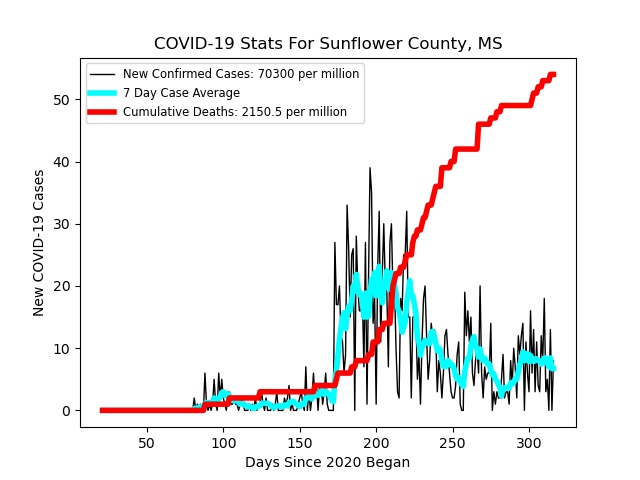 COVID-19 Stats For Sunflower County, MS
New Confirmed Cases: 70300 per million
7 Day Case Average
Cumulative Deaths: 2150.5 per million
New COVID-19 Cases
50
40
30
20
10
0
50 100 150 200 250 300
Days Since 2020 Began